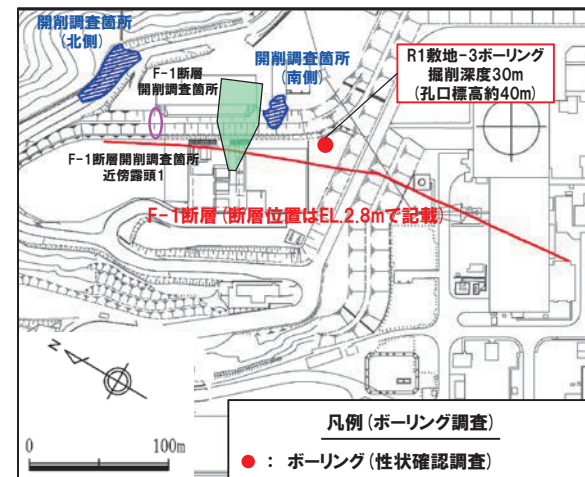 開削調査箇所
(北側)
F-1断層
開削調査箇所
開削調査箇所
(南側)
R1敷地-3ボーリング
掘削深度30m
(孔口標高約40m)
F-1断層開削調査箇所
近傍露頭1
F-1断層(断層位置はEL.2.8mで記載)
N
0 100m
凡例(ボーリング調査)
● : ボーリング(性状確認調査)